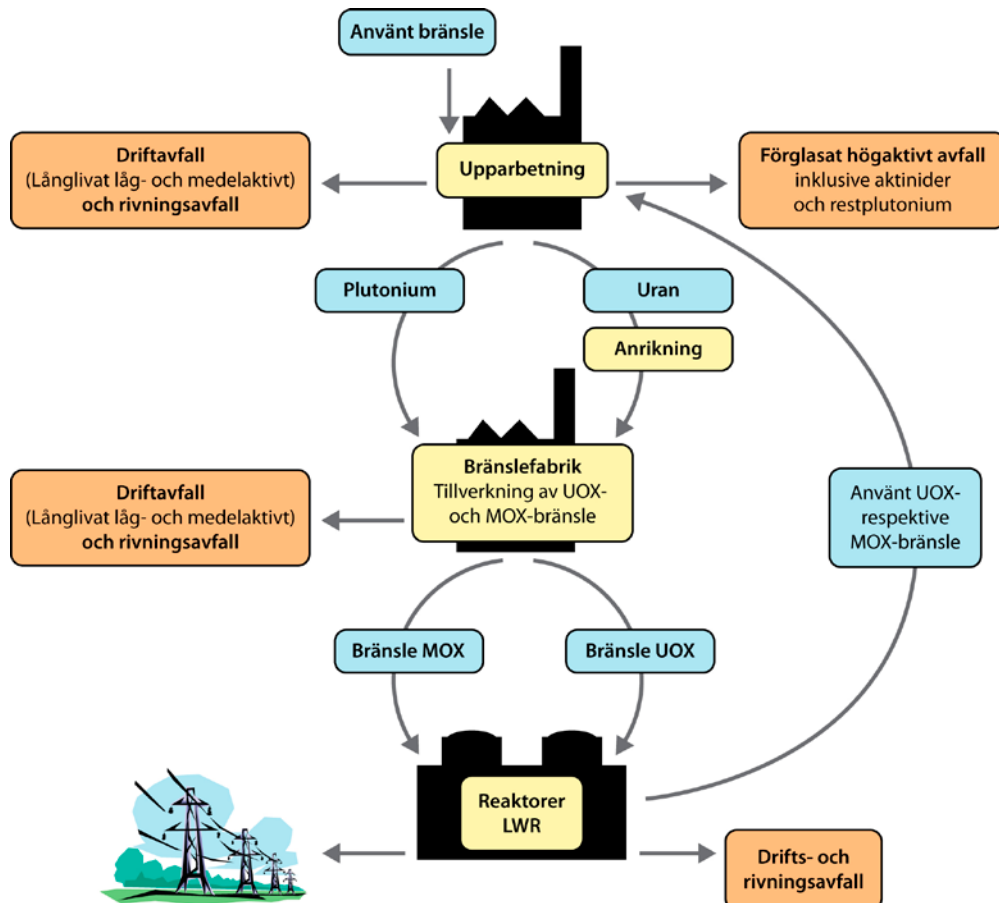 Använt bränsle
Driftavfall
(Långlivat låg- och medelaktivt)
och rivningsavfall
Upparbetning
Förglasat högaktivt avfall
inklusive aktinider
och restplutonium
Plutonium
Uran
Anrikning
Bränslefabrik
Tillverkning av UOX-
och MOX-bränsle
Driftavfall
(Långlivat låg- och medelaktivt)
och rivningsavfall
Använt UOX-
respektive
MOX-bränsle
Bränsle MOX
Bränsle UOX
Reaktorer
LWR
Drifts- och
rivningsavfall